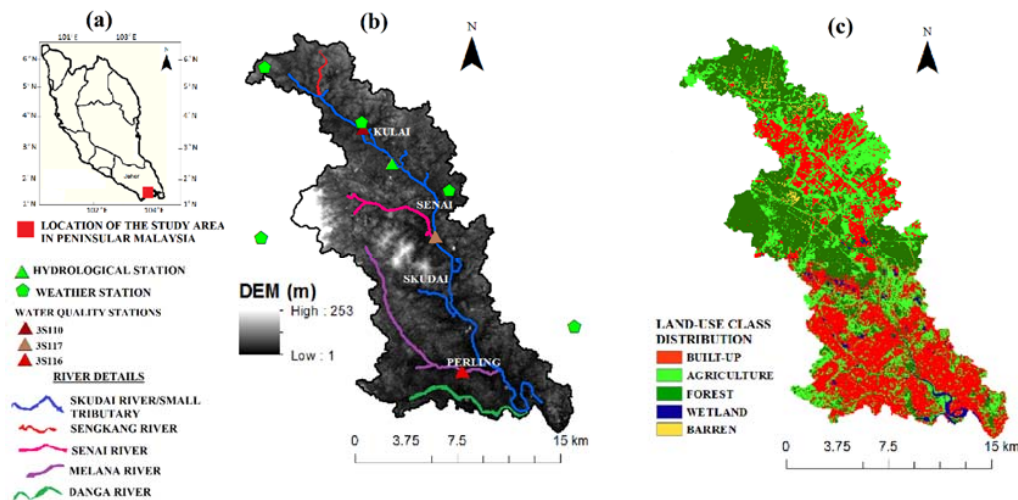 (a)
101° E 103° E
N
6° N
6° N
5° N
5° N
4° N
4° N
3° N
3° N
2° N
2° N
Johor
1° N
1° N
102° E 104° E
LOCATION OF THE STUDY AREA
IN PENINSULAR MALAYSIA
HYDROLOGICAL STATION
WEATHER STATION
WATER QUALITY STATIONS
3S110
3S117
3S116
RIVER DETAILS
SKUDAI RIVER/SMALL
TRIBUTARY
SENGKANG RIVER
SENAI RIVER
MELANA RIVER
DANGA RIVER
(b)
N
KULAI
SENAI
SKUDAI
PERLING
DEM (m)
High : 253
Low : 1
0 3.75 7.5 15 km
(c)
N
LAND-USE CLASS
DISTRIBUTION
BUILT-UP
AGRICULTURE
FOREST
WETLAND
BARREN
0 3.75 7.5 15 km